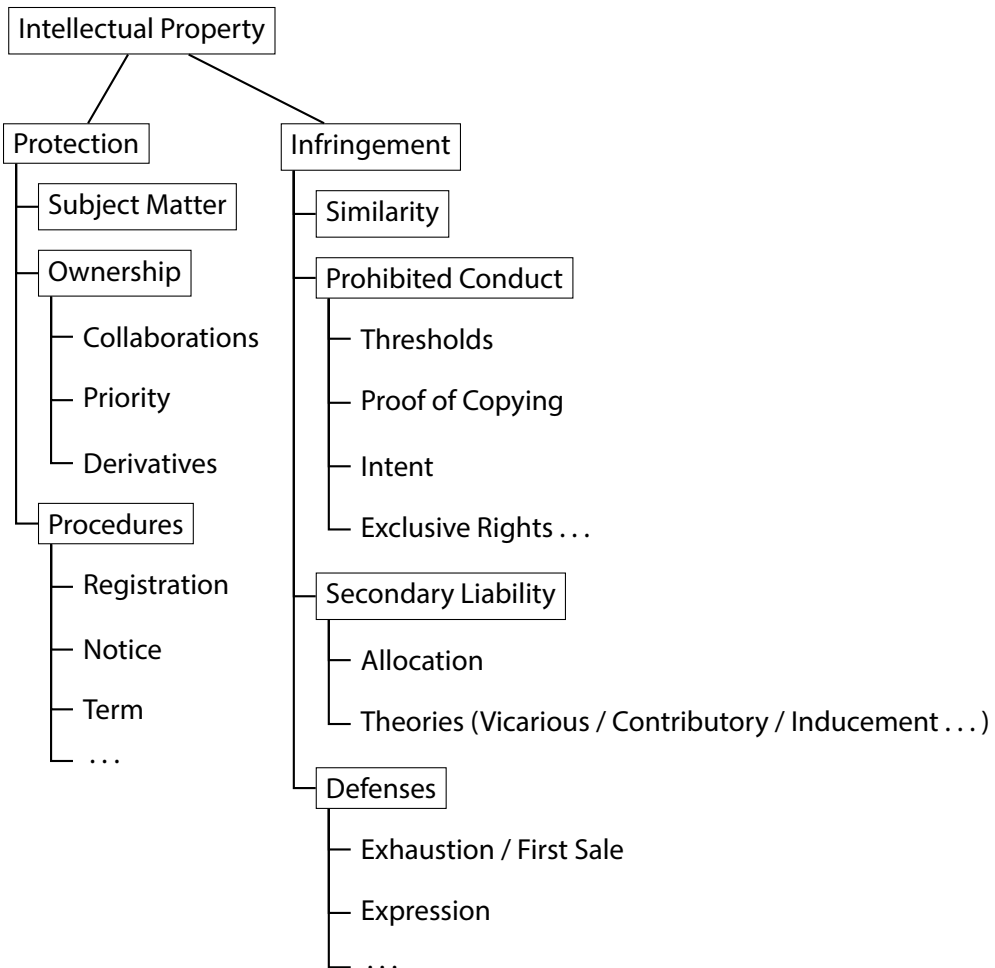 Intellectual Property
Protection
Subject Matter
Ownership
Collaborations
Priority
Derivatives
Procedures
Registration
Notice
Term
. . .
Infringement
Similarity
Prohibited Conduct
Thresholds
Proof of Copying
Intent
Exclusive Rights . . .
Secondary Liability
Allocation
Theories (Vicarious / Contributory / Inducement . . . )
Defenses
Exhaustion / First Sale
Expression
. . .